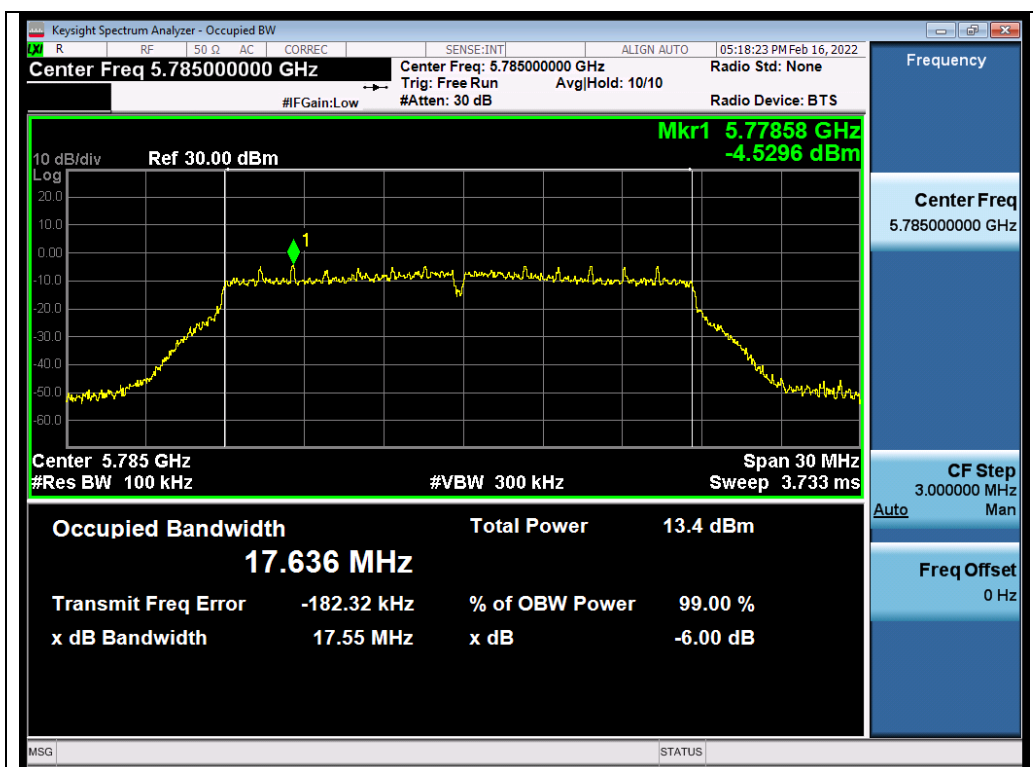 Keysight Spectrum Analyzer - Occupied BW
LXI R RF 50 Ω AC CORREC SENSE:INT ALIGN AUTO 05:18:23 PM Feb 16, 2022
Center Freq 5.785000000 GHz
Center Freq: 5.785000000 GHz
Radio Std: None
Trig: Free Run Avg|Hold: 10/10
#IFGain:Low
#Atten: 30 dB
Radio Device: BTS
Mkr1 5.77858 GHz
-4.5296 dBm
10 dB/div Ref 30.00 dBm
Log
20.0
10.0
0.00
-10.0
-20.0
-30.0
-40.0
-50.0
-60.0
1
Center 5.785 GHz Span 30 MHz
#Res BW 100 kHz #VBW 300 kHz Sweep 3.733 ms
Occupied Bandwidth Total Power 13.4 dBm
17.636 MHz
Transmit Freq Error -182.32 kHz % of OBW Power 99.00 %
x dB Bandwidth 17.55 MHz x dB -6.00 dB
MSG STATUS
Frequency
Center Freq
5.785000000 GHz
CF Step
3.000000 MHz
Auto Man
Freq Offset
0 Hz